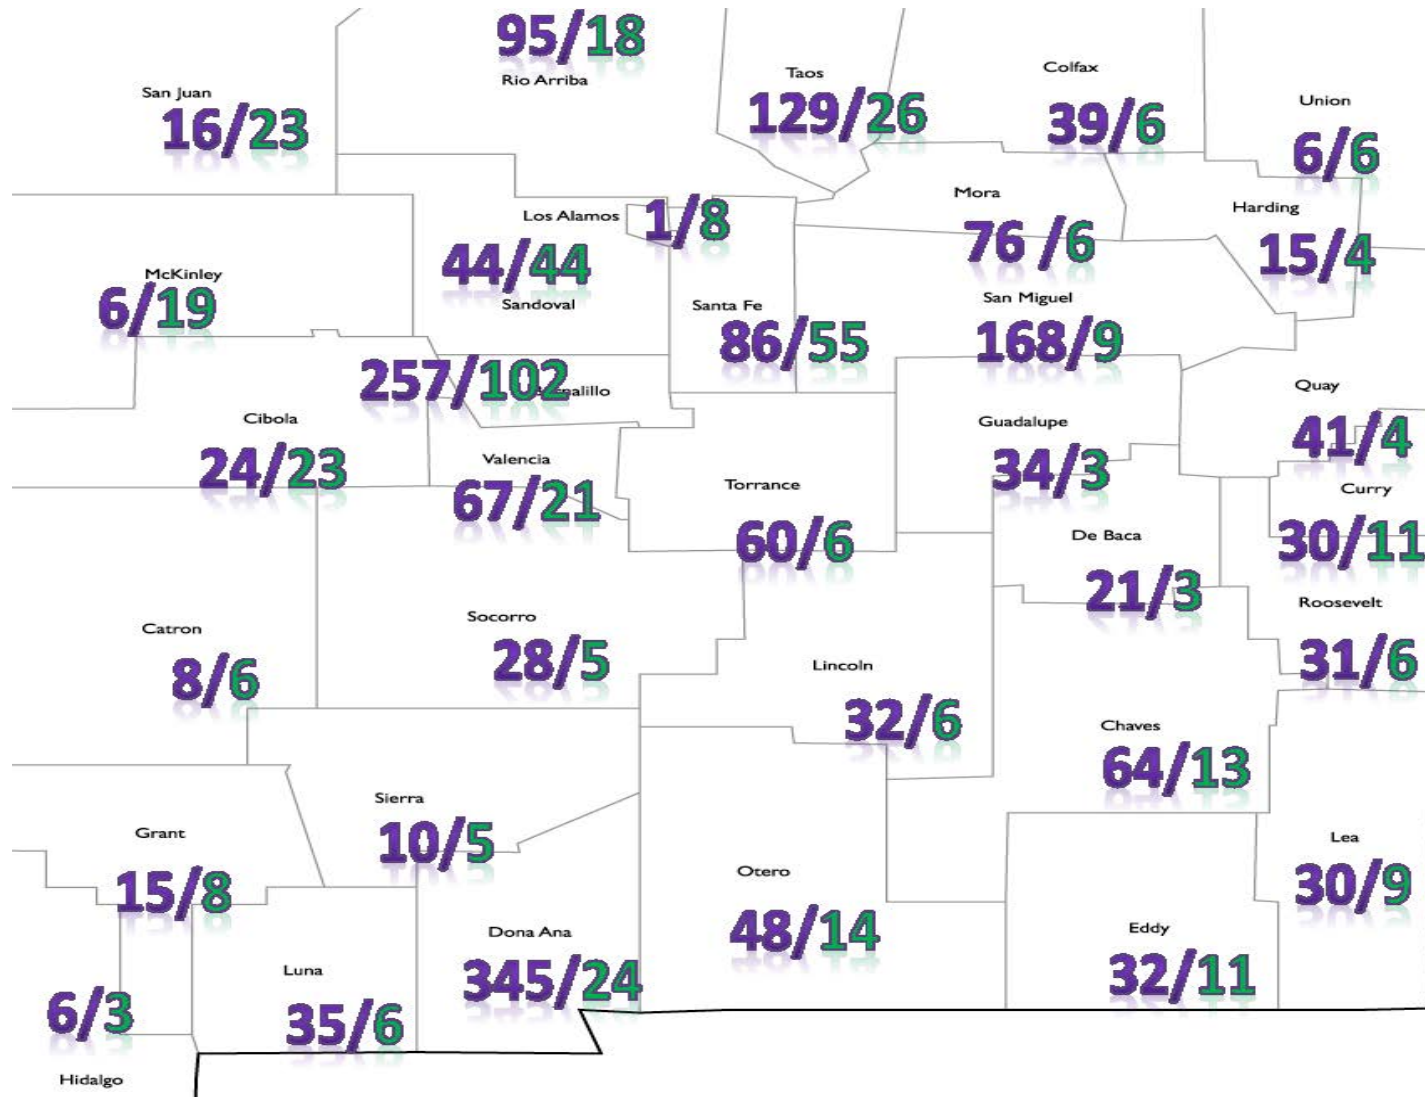 95/18
Rio Arriba
San Juan
16/23
Taos
129/26
Colfax
39/6
Union
6/6
Los Alamos
1/8
Mora
76 /6
Harding
15/4
McKinley
6/19
44/44
Sandoval
Santa Fe
86/55
San Miguel
168/9
257/102
nalillo
Quay
41/4
Cibola
24/23
Valencia
67/21
Guadalupe
34/3
Torrance
60/6
Curry
30/11
De Baca
21/3
Roosevelt
31/6
Catron
8/6
Socorro
28/5
Lincoln
32/6
Chaves
64/13
Sierra
10/5
Grant
15/8
Lea
30/9
Otero
48/14
Dona Ana
345/24
Eddy
32/11
Luna
35/6
6/3
Hidalgo